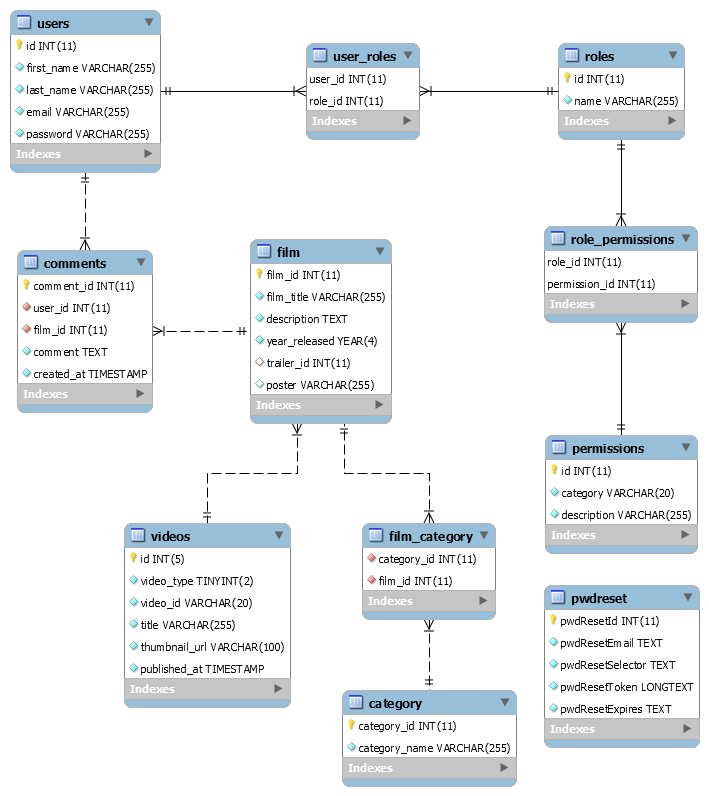 users
id INT(11)
first_name VARCHAR(255)
last_name VARCHAR(255)
email VARCHAR(255)
password VARCHAR(255)
Indexes
user_roles
user_id INT(11)
role_id INT(11)
Indexes
roles
id INT(11)
name VARCHAR(255)
Indexes
comments
comment_id INT(11)
user_id INT(11)
film_id INT(11)
comment TEXT
created_at TIMESTAMP
Indexes
film
film_id INT(11)
film_title VARCHAR(255)
description TEXT
year_released YEAR(4)
trailer_id INT(11)
poster VARCHAR(255)
Indexes
role_permissions
role_id INT(11)
permission_id INT(11)
Indexes
permissions
id INT(11)
category VARCHAR(20)
description VARCHAR(255)
Indexes
videos
id INT(5)
video_type TINYINT(2)
video_id VARCHAR(20)
title VARCHAR(255)
thumbnail_url VARCHAR(100)
published_at TIMESTAMP
Indexes
film_category
category_id INT(11)
film_id INT(11)
Indexes
category
category_id INT(11)
category_name VARCHAR(255)
Indexes
pwdreset
pwdResetId INT(11)
pwdResetEmail TEXT
pwdResetSelector TEXT
pwdResetToken LONGTEXT
pwdResetExpires TEXT
Indexes